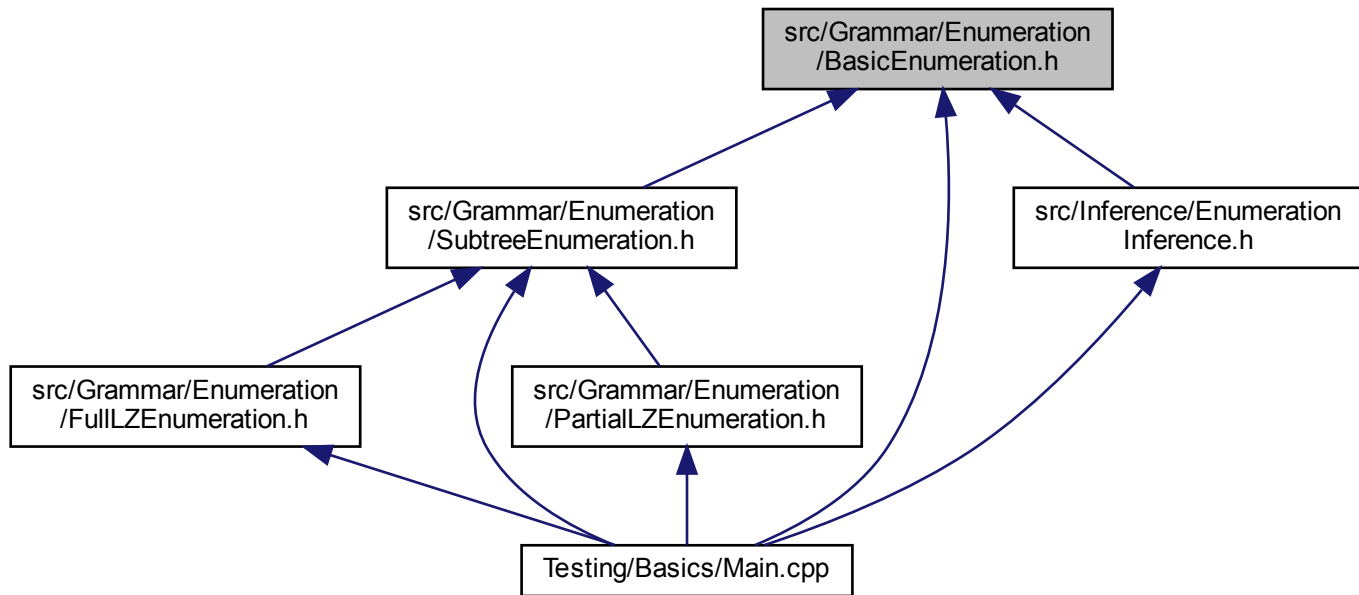 src/Grammar/Enumeration
/BasicEnumeration.h
src/Grammar/Enumeration
/SubtreeEnumeration.h
src/Inference/Enumeration
Inference.h
src/Grammar/Enumeration
/FullLZEnumeration.h
src/Grammar/Enumeration
/PartialLZEnumeration.h
Testing/Basics/Main.cpp